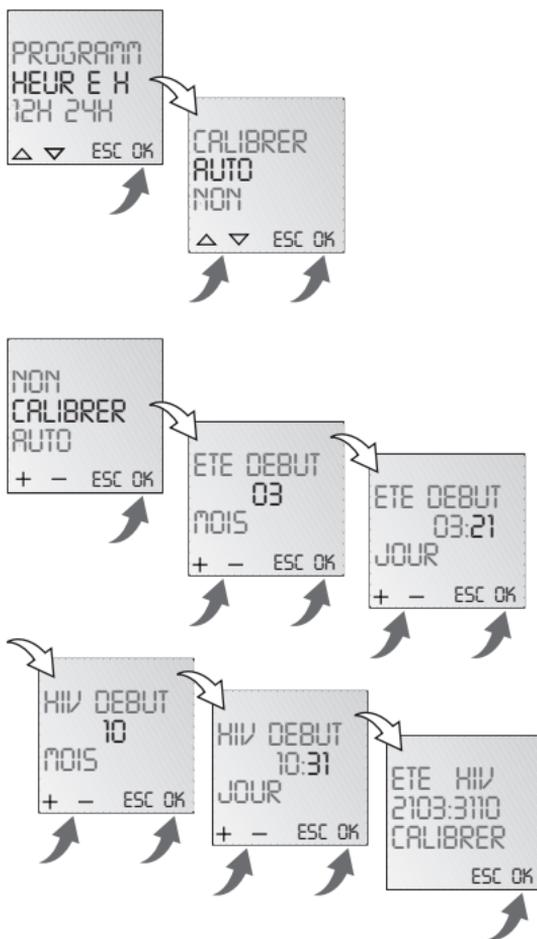 PROGRAMM
HEUR E H
12H 24H
△ ▽ ESC OK
CALIBRER
AUTO
NON
△ ▽ ESC OK
NON
CALIBRER
AUTO
+ − ESC OK
ETE DEBUT
03
MOIS
+ − ESC OK
ETE DEBUT
03:21
JOUR
+ − ESC OK
HIV DEBUT
10
MOIS
+ − ESC OK
HIV DEBUT
10:31
JOUR
+ − ESC OK
ETE HIV
2103:3110
CALIBRER
ESC OK